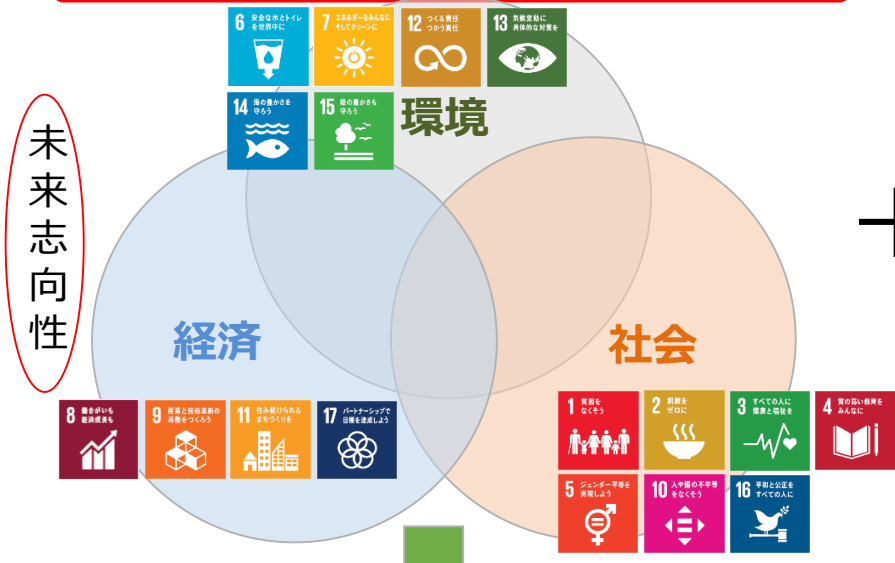 6 安全な水とトイレ
を世界中に
7 エネルギーをみんなに
そしてクリーンに
12 つくる責任
つかう責任
13 気候変動に
具体的な対策を
14 海の豊かさを
守ろう
15 陸の豊かさも
守ろう
環境
未来志向性
経済
社会
8 働きがいも
経済成長も
9 産業と技術革新の
基盤をつくろう
11 住み続けられる
まちづくりを
17 パートナーシップで
目標を達成しよう
1 貧困を
なくそう
2 飢餓を
ゼロに
3 すべての人に
健康と福祉を
4 質の高い教育を
みんなに
5 ジェンダー平等を
実現しよう
10 人や国の不平等
をなくそう
16 平和と公正を
すべての人に